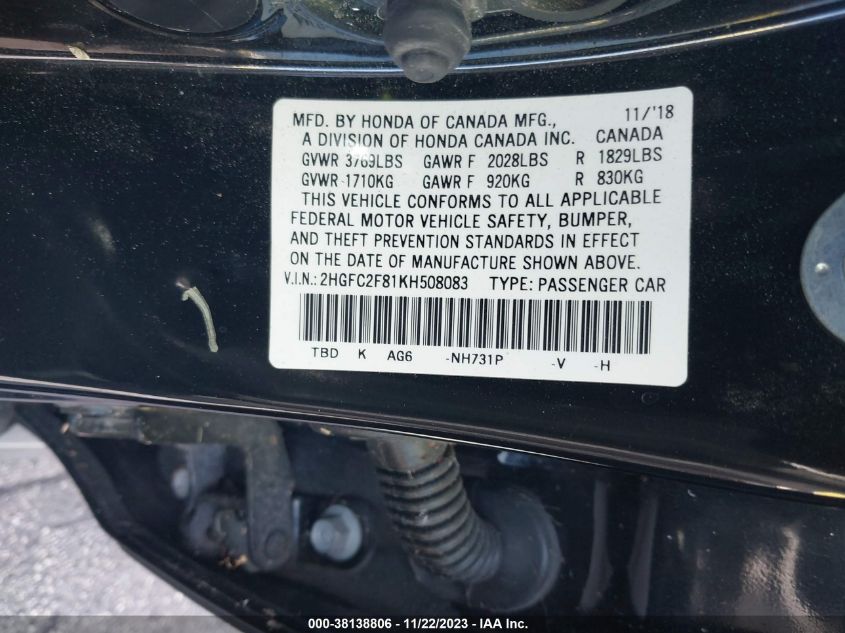 MFD. BY HONDA OF CANADA MFG., 11/'18
A DIVISION OF HONDA CANADA INC. CANADA
GVWR 3769LBS GAWR F 2028LBS R 1829LBS
GVWR 1710KG GAWR F 920KG R 830KG
THIS VEHICLE CONFORMS TO ALL APPLICABLE
FEDERAL MOTOR VEHICLE SAFETY, BUMPER,
AND THEFT PREVENTION STANDARDS IN EFFECT
ON THE DATE OF MANUFACTURE SHOWN ABOVE.
V.I.N.: 2HGFC2F81KH508083 TYPE: PASSENGER CAR
TBD K AG6 -NH731P -V -H
000-38138806 - 11/22/2023 - IAA Inc.